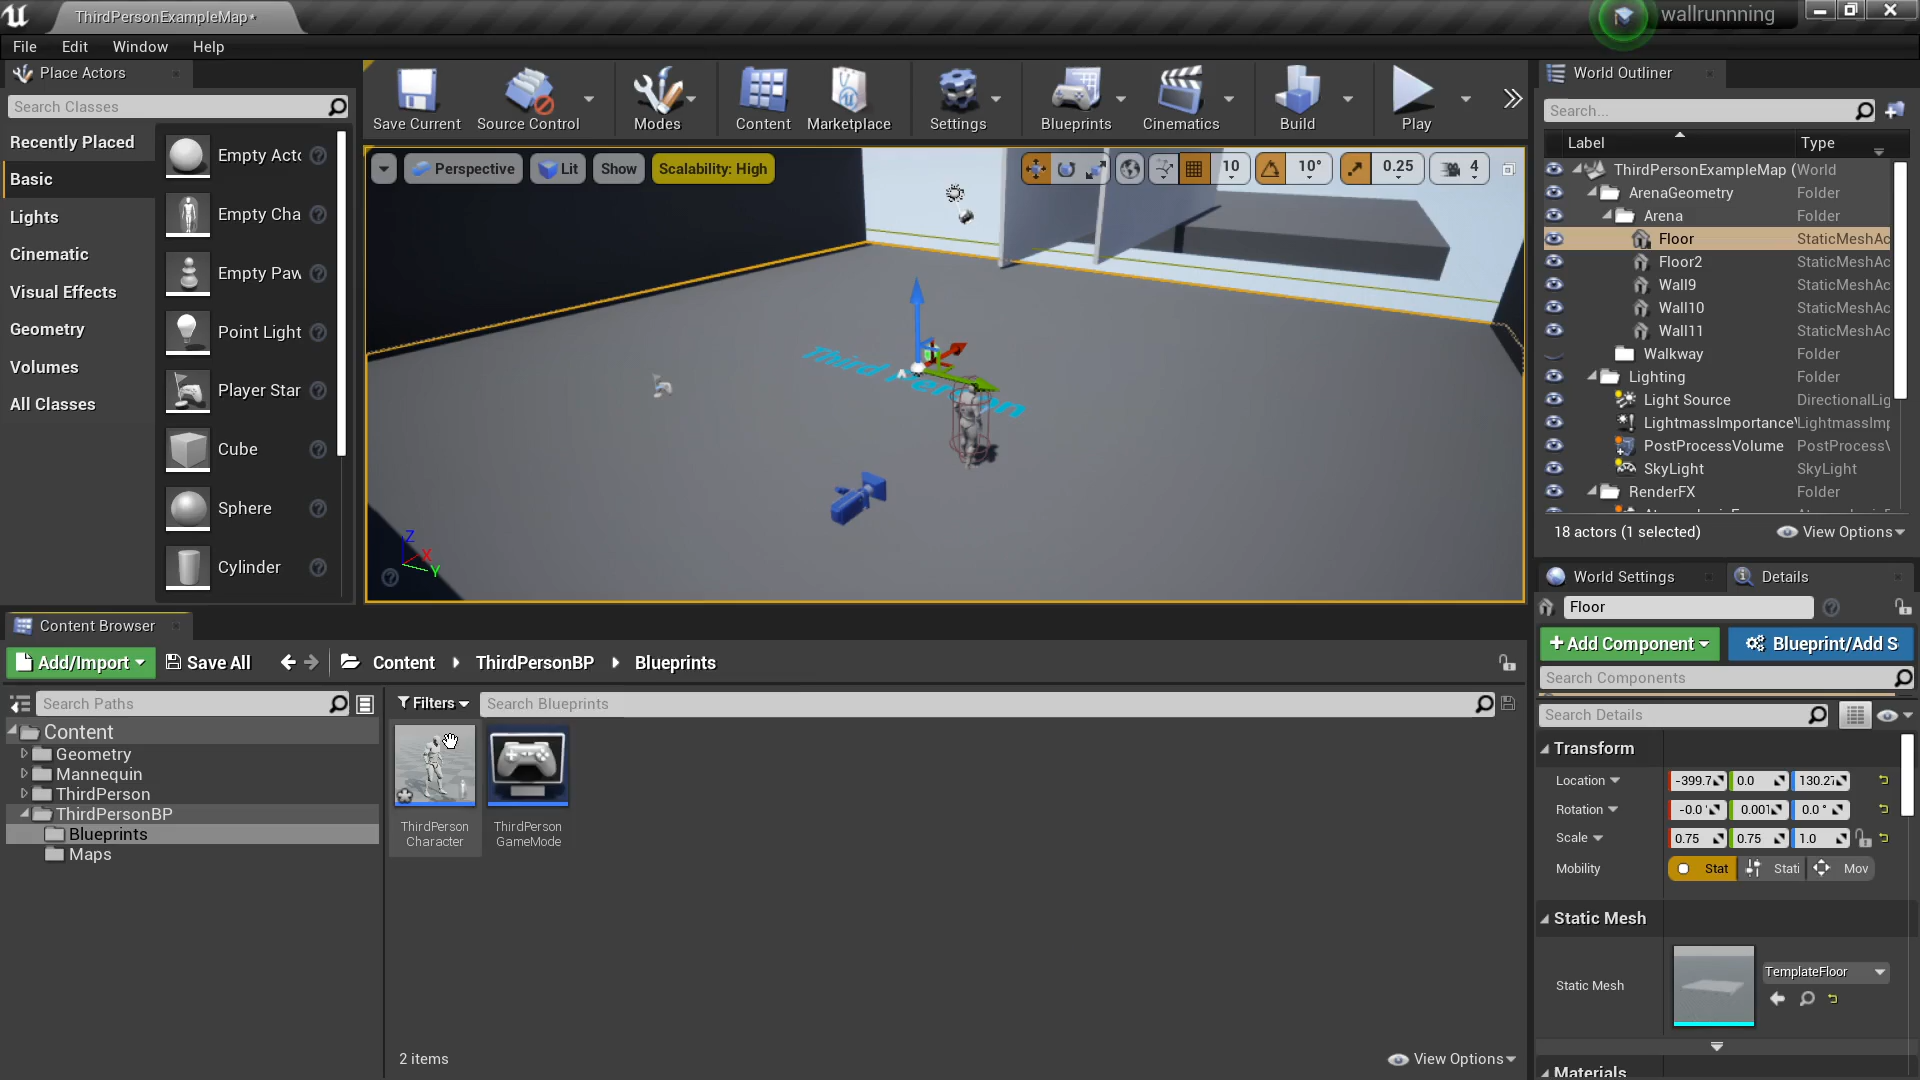 ThirdPersonExampleMap*
wallrunnning
File Edit Window Help
Place Actors
Search Classes
Recently Placed
Basic
Lights
Cinematic
Visual Effects
Geometry
Volumes
All Classes
Empty Acto
Empty Cha
Empty Paw
Point Light
Player Star
Cube
Sphere
Cylinder
Save Current Source Control Modes Content Marketplace Settings Blueprints Cinematics Build Play
Perspective Lit Show Scalability: High 10 10° 0.25 4
Third Person
Z
X
Y
World Outliner
Search...
Label Type
ThirdPersonExampleMap ( World
ArenaGeometry Folder
Arena Folder
Floor StaticMeshAc
Floor2 StaticMeshAc
Wall9 StaticMeshAc
Wall10 StaticMeshAc
Wall11 StaticMeshAc
Walkway Folder
Lighting Folder
Light Source DirectionalLig
LightmassImportanceV LightmassImp
PostProcessVolume PostProcessV
SkyLight SkyLight
RenderFX Folder
18 actors (1 selected) View Options
World Settings Details
Floor
Add Component Blueprint/Add S
Search Components
Search Details
Transform
Location -399.7 0.0 130.27
Rotation -0.0 ° 0.001 0.0 °
Scale 0.75 0.75 1.0
Mobility Stat Stati Mov
Static Mesh
Static Mesh TemplateFloor
Materials
Content Browser
Add/Import Save All Content ThirdPersonBP Blueprints
Search Paths
Filters Search Blueprints
Content
Geometry
Mannequin
ThirdPerson
ThirdPersonBP
Blueprints
Maps
ThirdPerson
Character
ThirdPerson
GameMode
2 items View Options